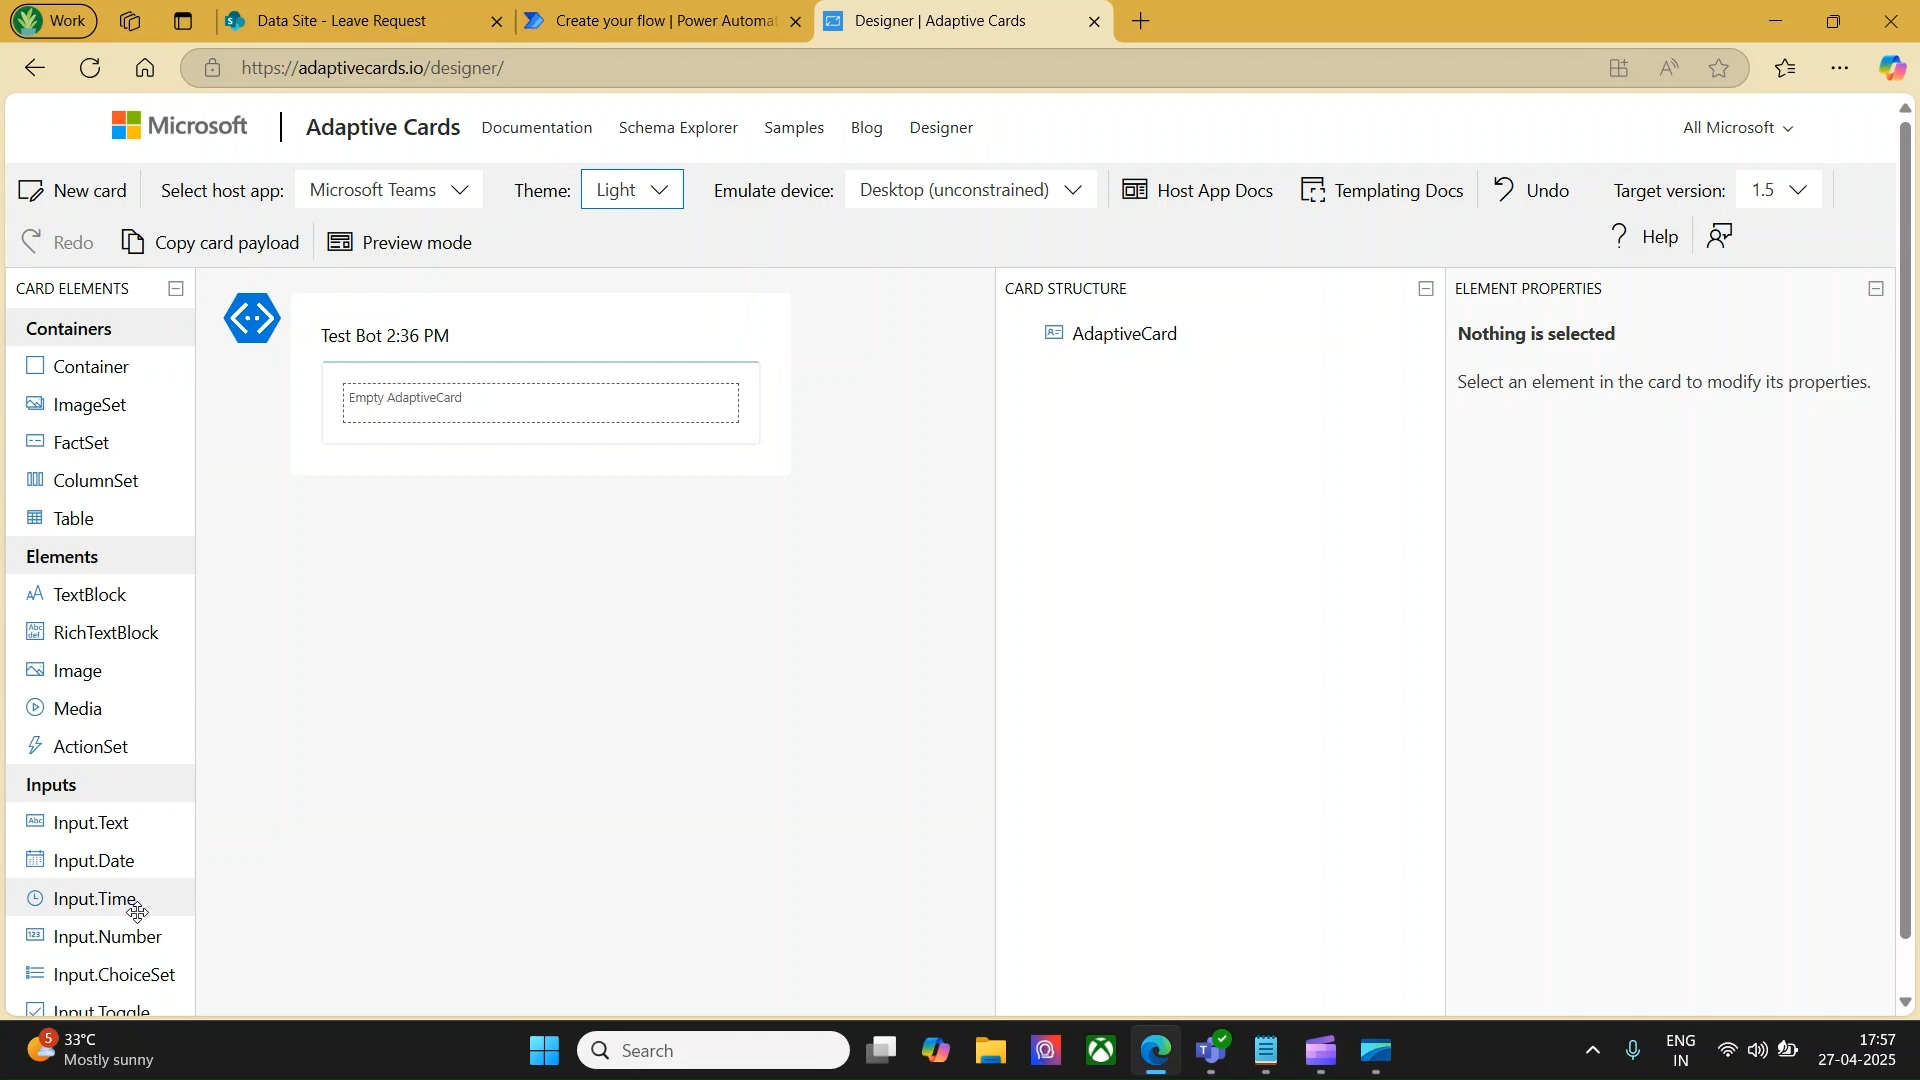 Work
Data Site - Leave Request
Create your flow | Power Automat
Designer | Adaptive Cards
https://adaptivecards.io/designer/
Microsoft
Adaptive Cards
Documentation
Schema Explorer
Samples
Blog
Designer
All Microsoft
New card
Select host app:
Microsoft Teams
Theme:
Light
Emulate device:
Desktop (unconstrained)
Host App Docs
Templating Docs
Undo
Target version:
1.5
Redo
Copy card payload
Preview mode
Help
CARD ELEMENTS
Containers
Container
ImageSet
FactSet
ColumnSet
Table
Elements
TextBlock
RichTextBlock
Image
Media
ActionSet
Inputs
Input.Text
Input.Date
Input.Time
Input.Number
Input.ChoiceSet
Input.Toggle
Test Bot 2:36 PM
Empty AdaptiveCard
CARD STRUCTURE
AdaptiveCard
ELEMENT PROPERTIES
Nothing is selected
Select an element in the card to modify its properties.
5
33°C
Mostly sunny
Search
ENG
IN
17:57
27-04-2025